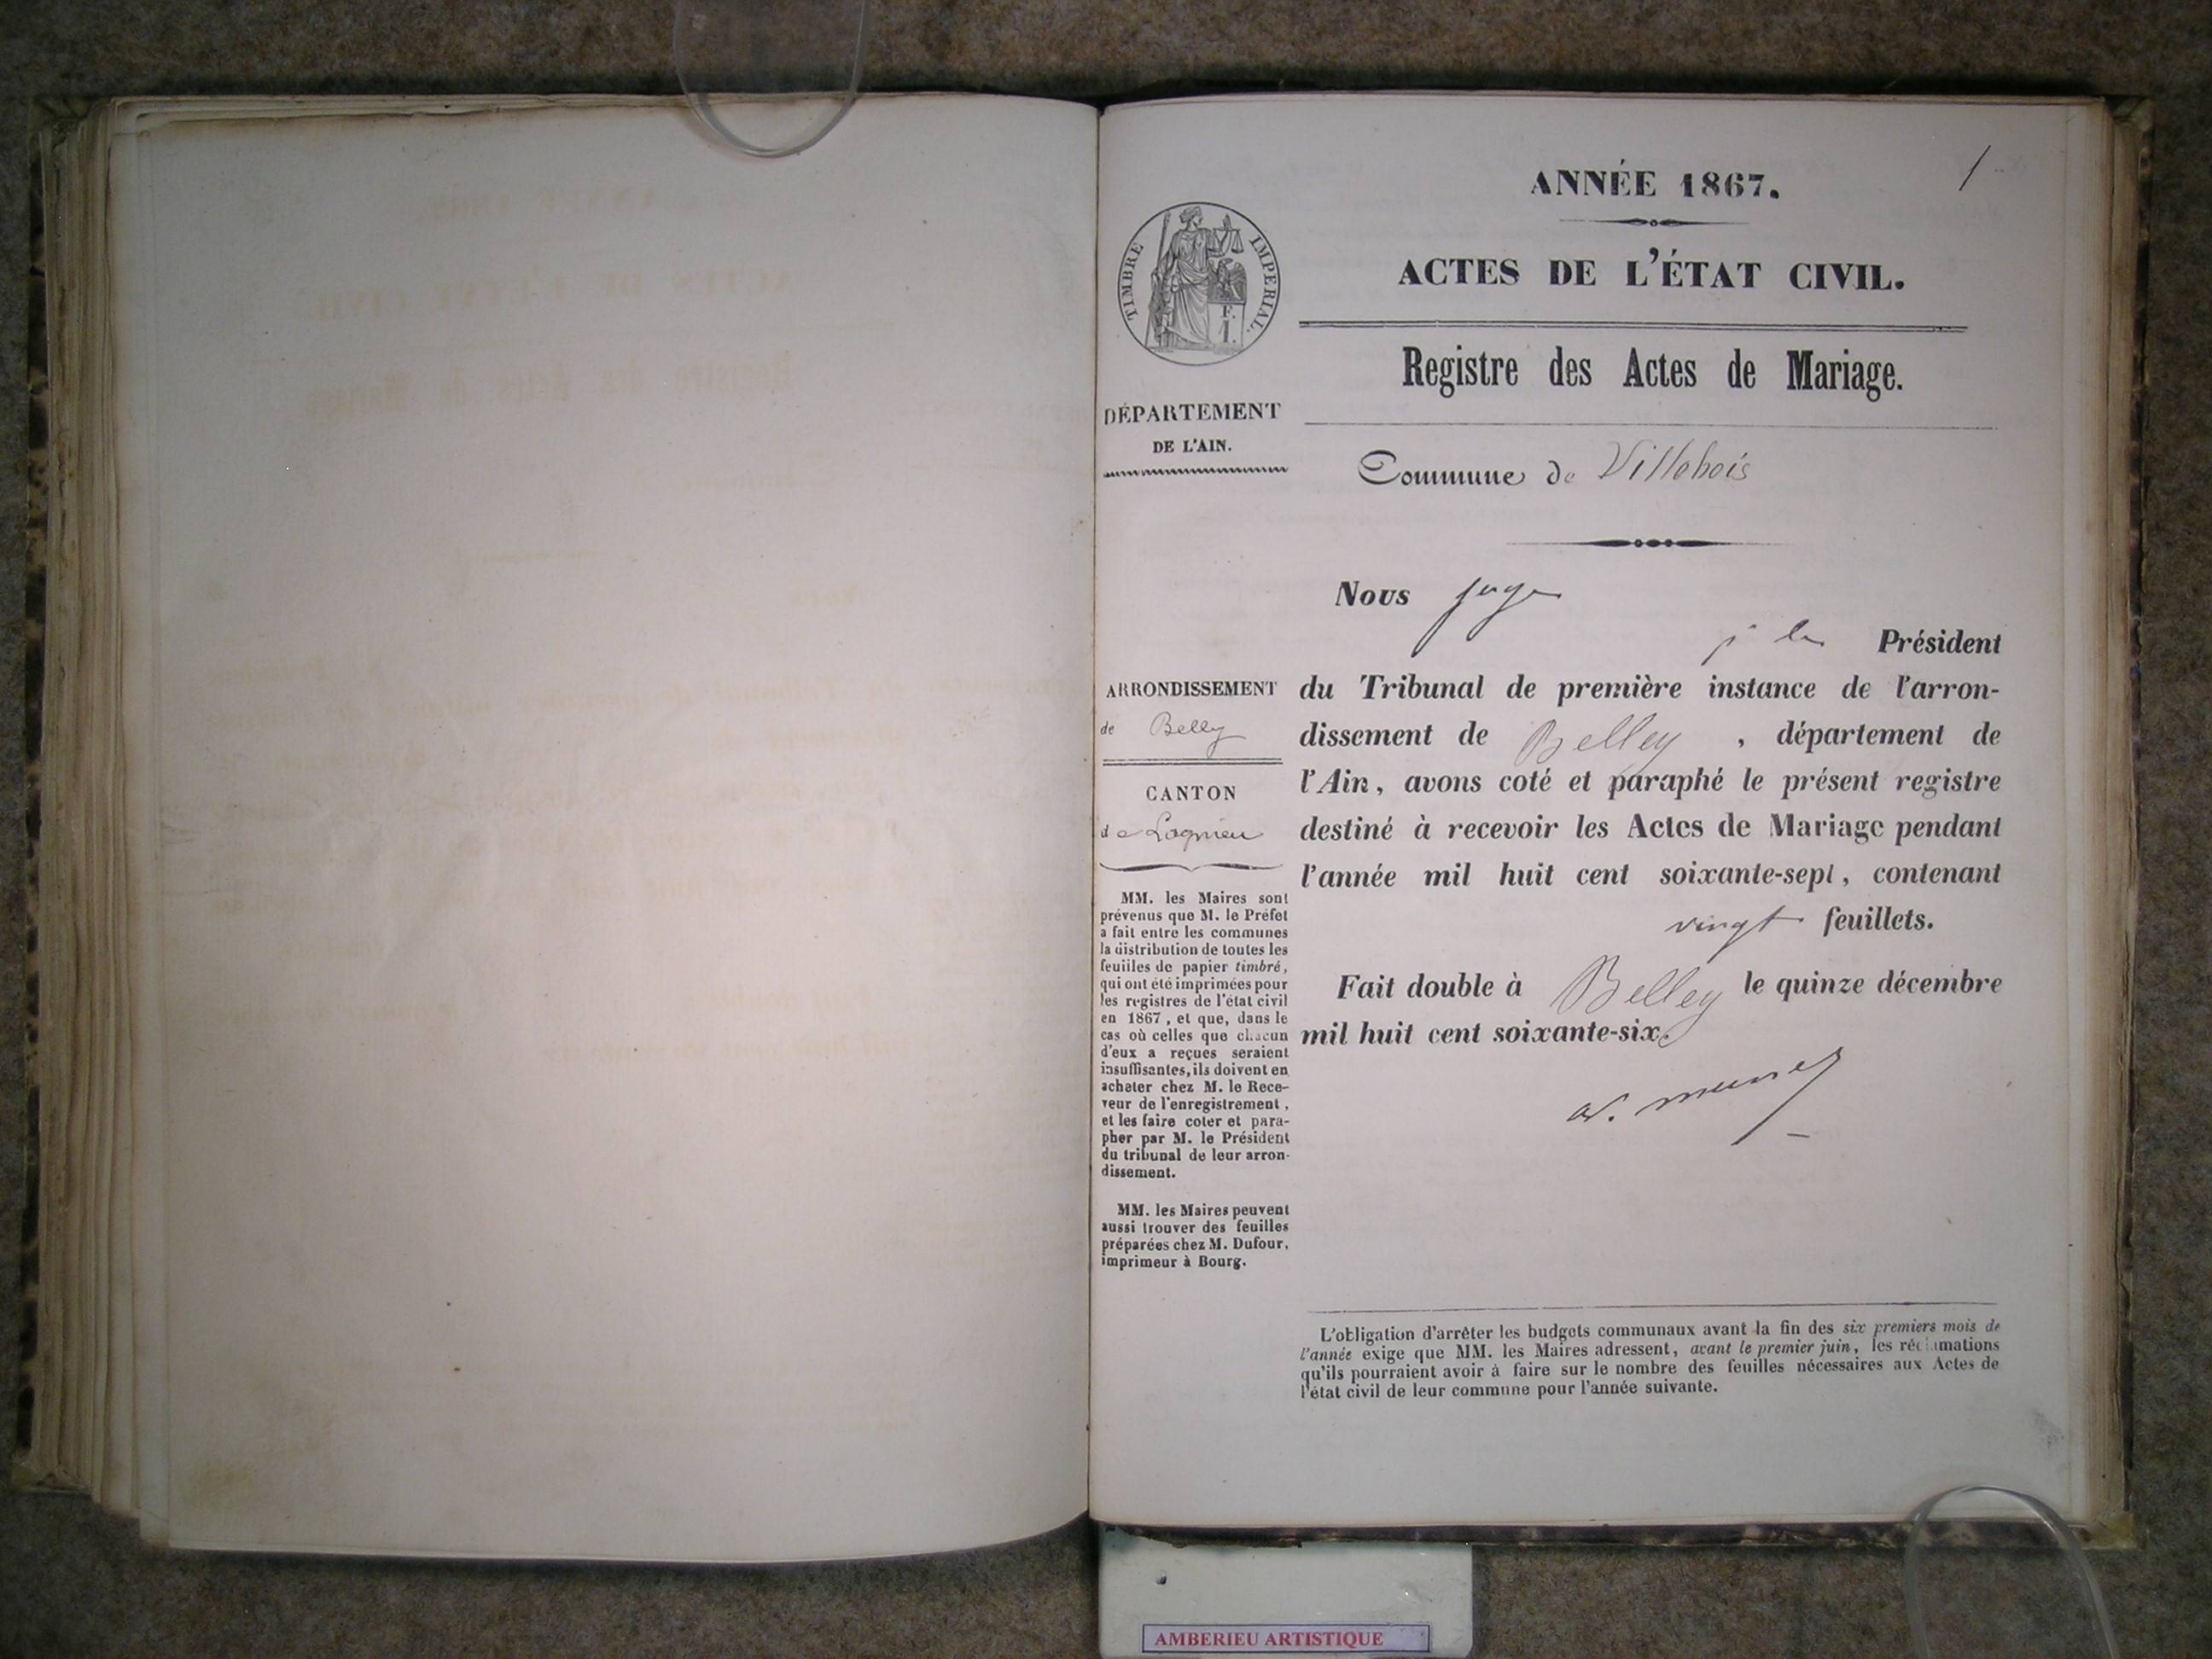 1
ANNÉE 1867.
ACTES DE L'ÉTAT CIVIL.
Registre des Actes de Mariage.
Commune de Villebois
TIMBRE IMPÉRIAL.
F.
1.
DÉPARTEMENT
DE L'AIN.
ARRONDISSEMENT
de Belley
CANTON
de Lagnieu
MM. les Maires sont
prévenus que M. le Préfet
a fait entre les communes
la distribution de toutes les
feuilles de papier timbré,
qui ont été imprimées pour
les registres de l'état civil
en 1867, et que, dans le
cas où celles que chacun
d'eux a reçues seraient
insuffisantes, ils doivent en
acheter chez M. le Rece-
veur de l'enregistrement,
et les faire coter et para-
pher par M. le Président
du tribunal de leur arron-
dissement.
MM. les Maires peuvent
aussi trouver des feuilles
préparées chez M. Dufour,
imprimeur à Bourg.
Nous juge
p. le Président
du Tribunal de première instance de l'arron-
dissement de Belley, département de
l'Ain, avons coté et paraphé le présent registre
destiné à recevoir les Actes de Mariage pendant
l'année mil huit cent soixante-sept, contenant
vingt feuillets.
Fait double à Belley le quinze décembre
mil huit cent soixante-six.
L'obligation d'arrêter les budgets communaux avant la fin des six premiers mois de
l'année exige que MM. les Maires adressent, avant le premier juin, les réclamations
qu'ils pourraient avoir à faire sur le nombre des feuilles nécessaires aux Actes de
l'état civil de leur commune pour l'année suivante.
AMBERIEU ARTISTIQUE